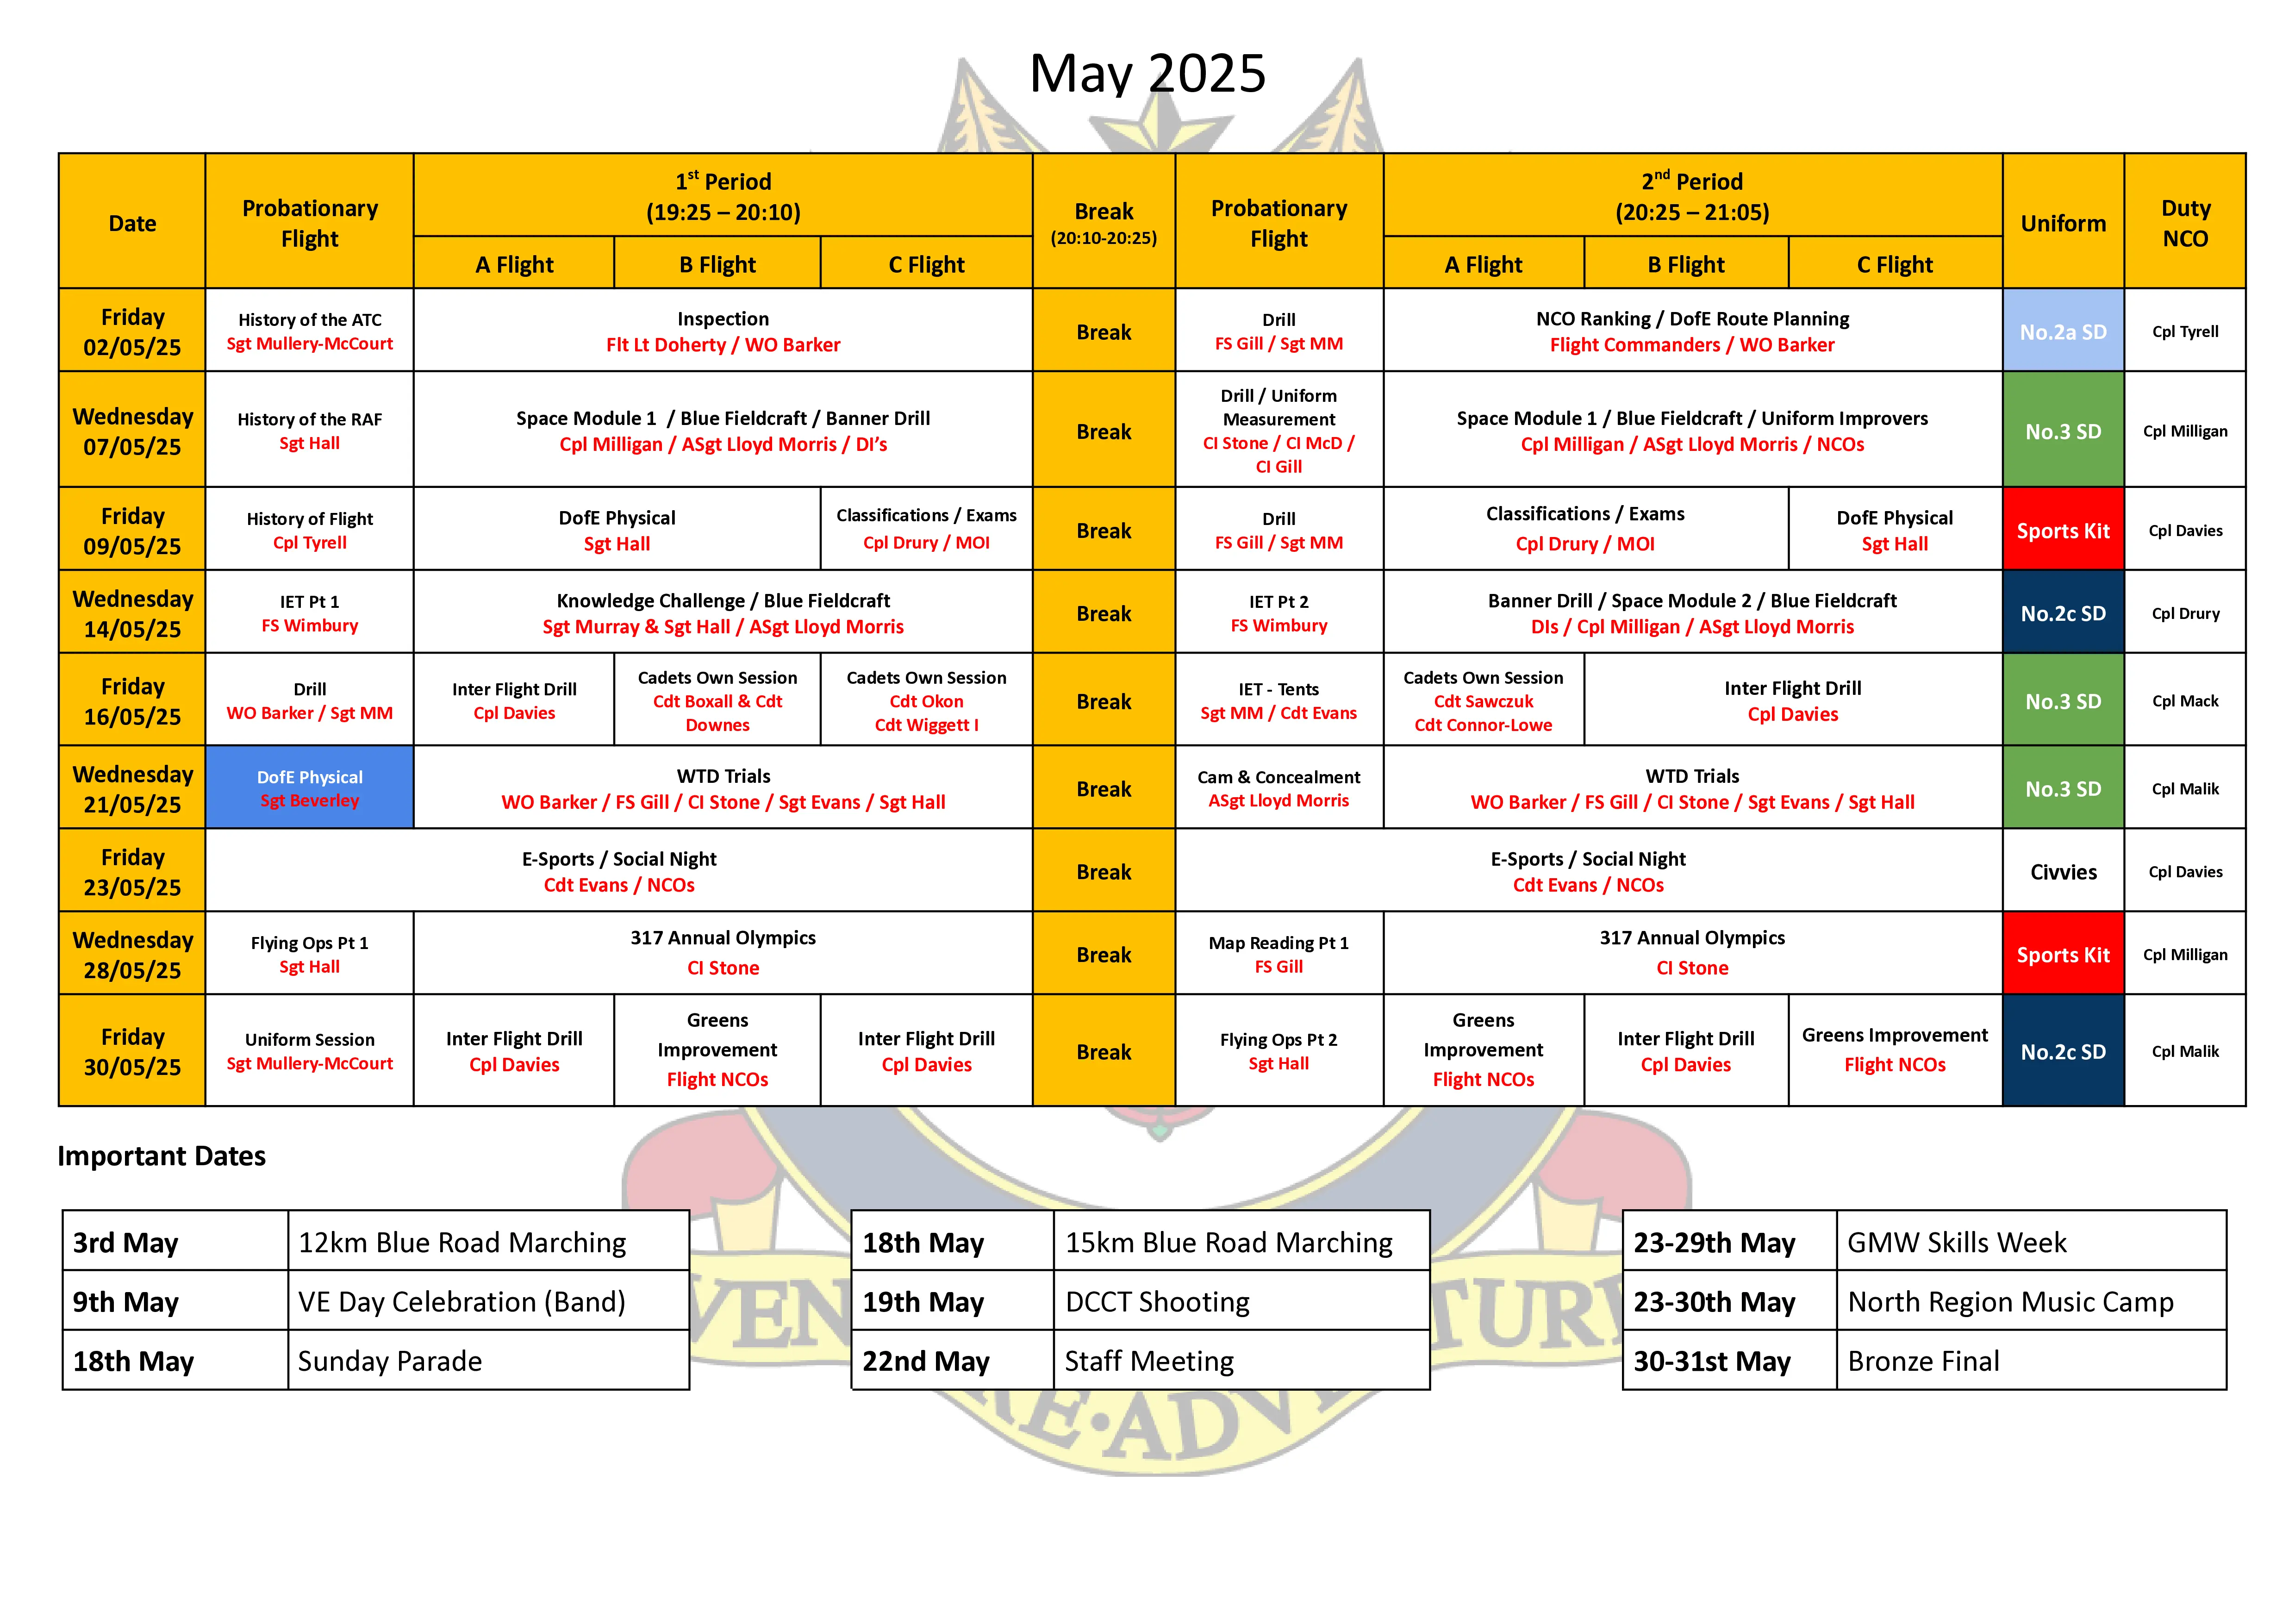 May 2025
Date
Probationary
Flight
1st Period
(19:25 – 20:10)
A Flight
B Flight
C Flight
Break
(20:10-20:25)
Probationary
Flight
2nd Period
(20:25 – 21:05)
A Flight
B Flight
C Flight
Uniform
Duty
NCO
Friday
02/05/25
History of the ATC
Sgt Mullery-McCourt
Inspection
Flt Lt Doherty / WO Barker
Break
Drill
FS Gill / Sgt MM
NCO Ranking / DofE Route Planning
Flight Commanders / WO Barker
No.2a SD
Cpl Tyrell
Wednesday
07/05/25
History of the RAF
Sgt Hall
Space Module 1 / Blue Fieldcraft / Banner Drill
Cpl Milligan / ASgt Lloyd Morris / DI's
Break
Drill / Uniform
Measurement
CI Stone / CI McD /
CI Gill
Space Module 1 / Blue Fieldcraft / Uniform Improvers
Cpl Milligan / ASgt Lloyd Morris / NCOs
No.3 SD
Cpl Milligan
Friday
09/05/25
History of Flight
Cpl Tyrell
DofE Physical
Sgt Hall
Classifications / Exams
Cpl Drury / MOI
Break
Drill
FS Gill / Sgt MM
Classifications / Exams
Cpl Drury / MOI
DofE Physical
Sgt Hall
Sports Kit
Cpl Davies
Wednesday
14/05/25
IET Pt 1
FS Wimbury
Knowledge Challenge / Blue Fieldcraft
Sgt Murray & Sgt Hall / ASgt Lloyd Morris
Break
IET Pt 2
FS Wimbury
Banner Drill / Space Module 2 / Blue Fieldcraft
DIs / Cpl Milligan / ASgt Lloyd Morris
No.2c SD
Cpl Drury
Friday
16/05/25
Drill
WO Barker / Sgt MM
Inter Flight Drill
Cpl Davies
Cadets Own Session
Cdt Boxall & Cdt
Downes
Cadets Own Session
Cdt Okon
Cdt Wiggett I
Break
IET - Tents
Sgt MM / Cdt Evans
Cadets Own Session
Cdt Sawczuk
Cdt Connor-Lowe
Inter Flight Drill
Cpl Davies
No.3 SD
Cpl Mack
Wednesday
21/05/25
DofE Physical
Sgt Beverley
WTD Trials
WO Barker / FS Gill / CI Stone / Sgt Evans / Sgt Hall
Break
Cam & Concealment
ASgt Lloyd Morris
WTD Trials
WO Barker / FS Gill / CI Stone / Sgt Evans / Sgt Hall
No.3 SD
Cpl Malik
Friday
23/05/25
E-Sports / Social Night
Cdt Evans / NCOs
Break
E-Sports / Social Night
Cdt Evans / NCOs
Civvies
Cpl Davies
Wednesday
28/05/25
Flying Ops Pt 1
Sgt Hall
317 Annual Olympics
CI Stone
Break
Map Reading Pt 1
FS Gill
317 Annual Olympics
CI Stone
Sports Kit
Cpl Milligan
Friday
30/05/25
Uniform Session
Sgt Mullery-McCourt
Inter Flight Drill
Cpl Davies
Greens
Improvement
Flight NCOs
Inter Flight Drill
Cpl Davies
Break
Flying Ops Pt 2
Sgt Hall
Greens
Improvement
Flight NCOs
Inter Flight Drill
Cpl Davies
Greens Improvement
Flight NCOs
No.2c SD
Cpl Malik
Important Dates
3rd May 12km Blue Road Marching
9th May VE Day Celebration (Band)
18th May Sunday Parade
18th May 15km Blue Road Marching
19th May DCCT Shooting
22nd May Staff Meeting
23-29th May GMW Skills Week
23-30th May North Region Music Camp
30-31st May Bronze Final